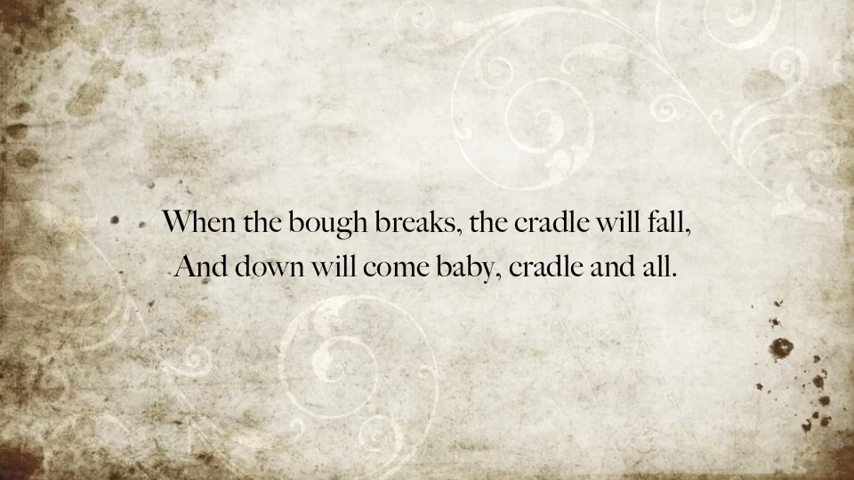 When the bough breaks, the cradle will fall,
And down will come baby, cradle and all.